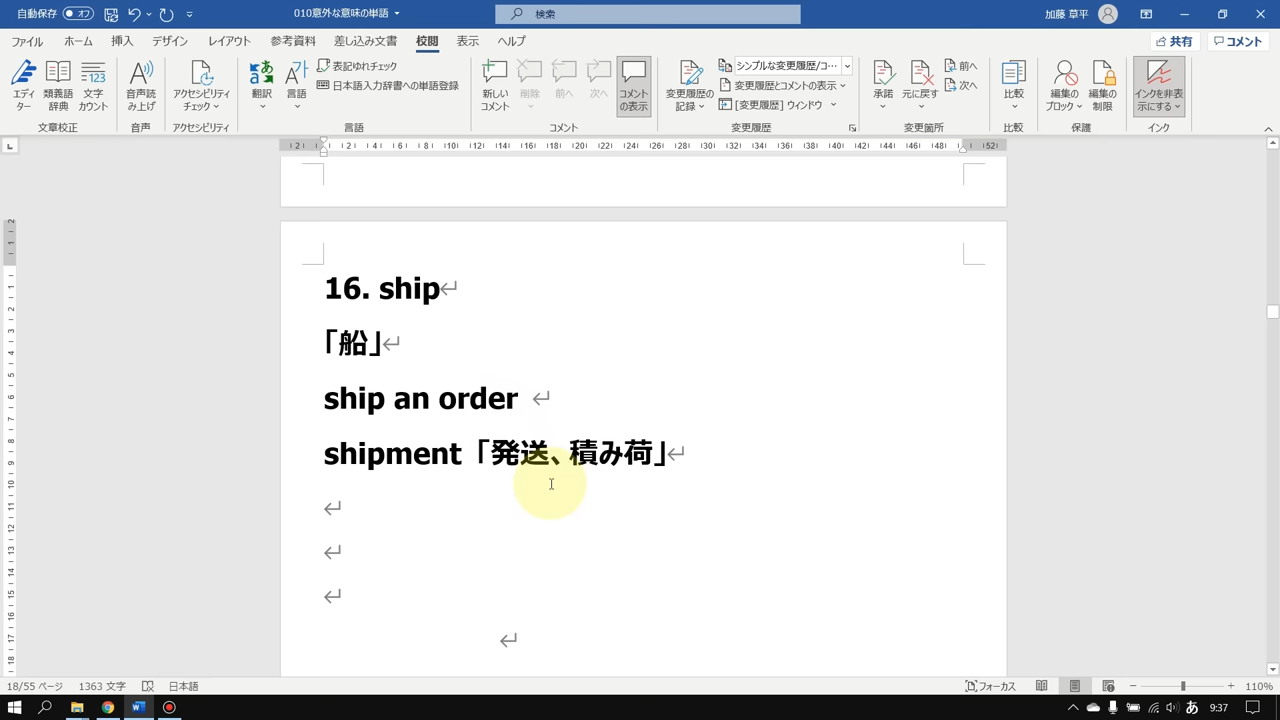 自動保存 オフ 010意外な意味の単語 検索 加藤 草平
ファイル ホーム 挿入 デザイン レイアウト 参考資料 差し込み文書 校閲 表示 ヘルプ 共有 コメント
エディター 類義語辞典 文字カウント 音声読み上げ アクセシビリティチェック 翻訳 言語 表記ゆれチェック 日本語入力辞書への単語登録 新しいコメント 削除 前へ 次へ コメントの表示 変更履歴の記録 シンプルな変更履歴/コ… 変更履歴とコメントの表示 [変更履歴] ウィンドウ 承諾 元に戻す 前へ 次へ 比較 編集のブロック 編集の制限 インクを非表示にする
文章校正 音声 アクセシビリティ 言語 コメント 変更履歴 変更箇所 比較 保護 インク
16. ship
「船」
ship an order
shipment「発送、積み荷」
18/55 ページ 1363 文字 日本語 フォーカス 110%
あ 9:37